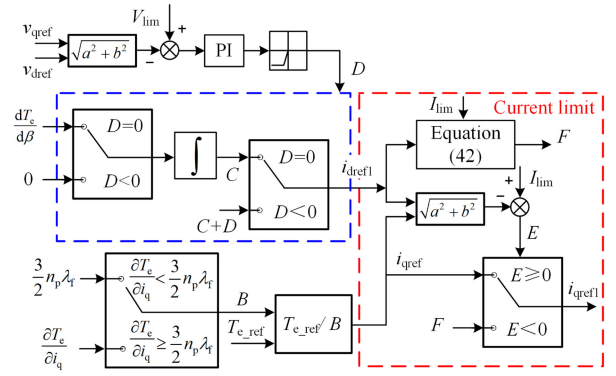 V_lim
v_qref
v_dref
√(a² + b²)
+
−
PI
D
dT_e/dβ
0
D=0
D<0
∫
C
C+D
D=0
D<0
i_dref1
Current limit
I_lim
Equation
(42)
F
I_lim
+
−
√(a² + b²)
E
i_qref
E≥0
E<0
F
i_qref1
3/2 n_p λ_f
∂T_e/∂i_q
∂T_e/∂i_q < 3/2 n_p λ_f
∂T_e/∂i_q ≥ 3/2 n_p λ_f
B
T_e_ref
T_e_ref / B